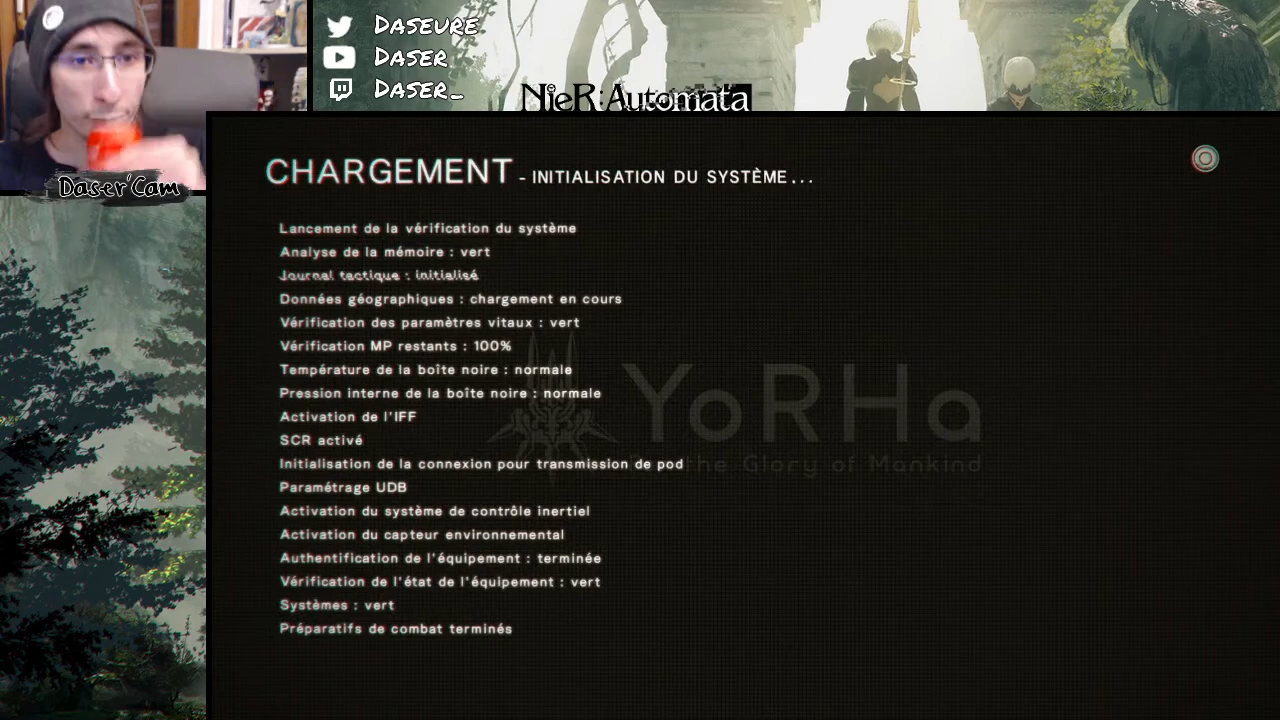 Daseure
Daser
Daser_
NieR:Automata
Daser'Cam
CHARGEMENT - INITIALISATION DU SYSTÈME...
Lancement de la vérification du système
Analyse de la mémoire : vert
Journal tactique : initialisé
Données géographiques : chargement en cours
Vérification des paramètres vitaux : vert
Vérification MP restants : 100%
Température de la boîte noire : normale
Pression interne de la boîte noire : normale
Activation de l'IFF
SCR activé
Initialisation de la connexion pour transmission de pod
Paramétrage UDB
Activation du système de contrôle inertiel
Activation du capteur environnemental
Authentification de l'équipement : terminée
Vérification de l'état de l'équipement : vert
Systèmes : vert
Préparatifs de combat terminés
YoRHa
the Glory of Mankind